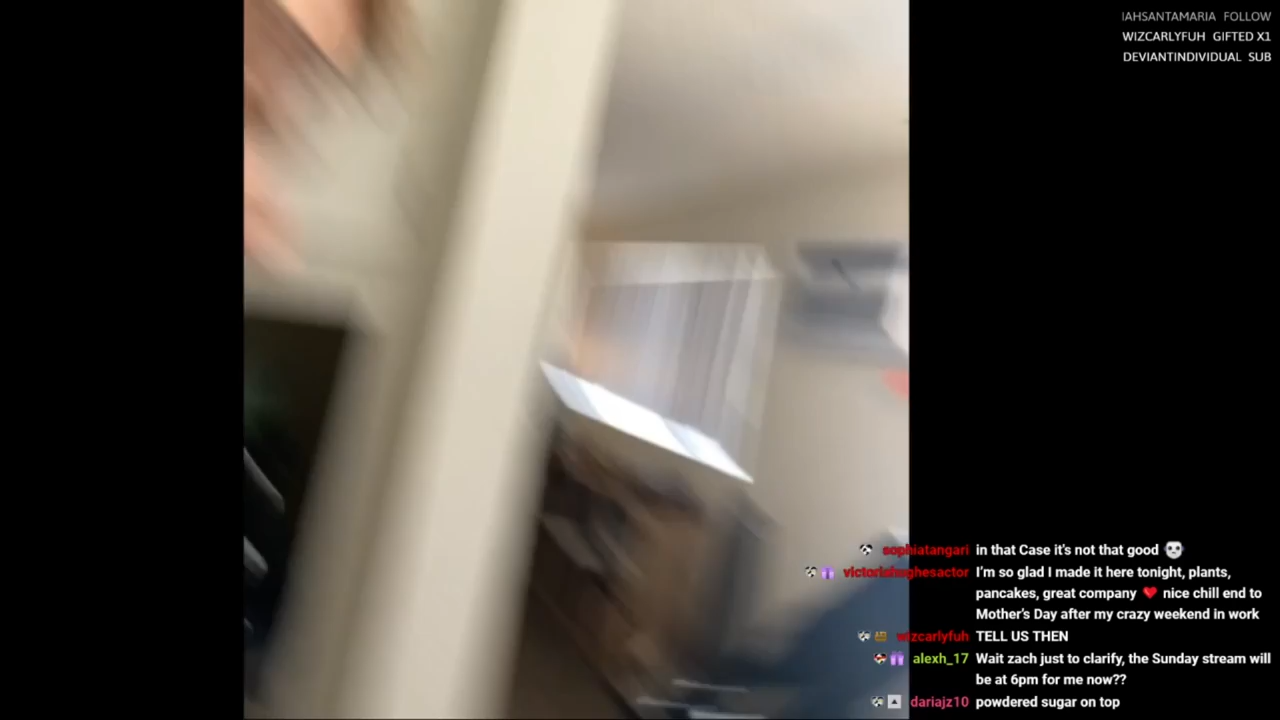 IAHSANTAMARIA FOLLOW
WIZCARLYFUH GIFTED X1
DEVIANTINDIVIDUAL SUB
sophiatangari in that Case it's not that good
victoriahughesactor I'm so glad I made it here tonight, plants,
pancakes, great company ❤️ nice chill end to
Mother's Day after my crazy weekend in work
wizcarlyfuh TELL US THEN
alexh_17 Wait zach just to clarify, the Sunday stream will
be at 6pm for me now??
dariajz10 powdered sugar on top